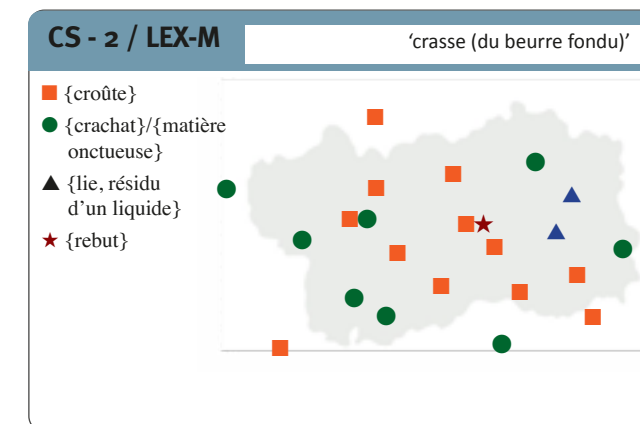 CS - 2 / LEX-M
'crasse (du beurre fondu)'
{croûte}
{crachat}/{matière
onctueuse}
{lie, résidu
d'un liquide}
{rebut}